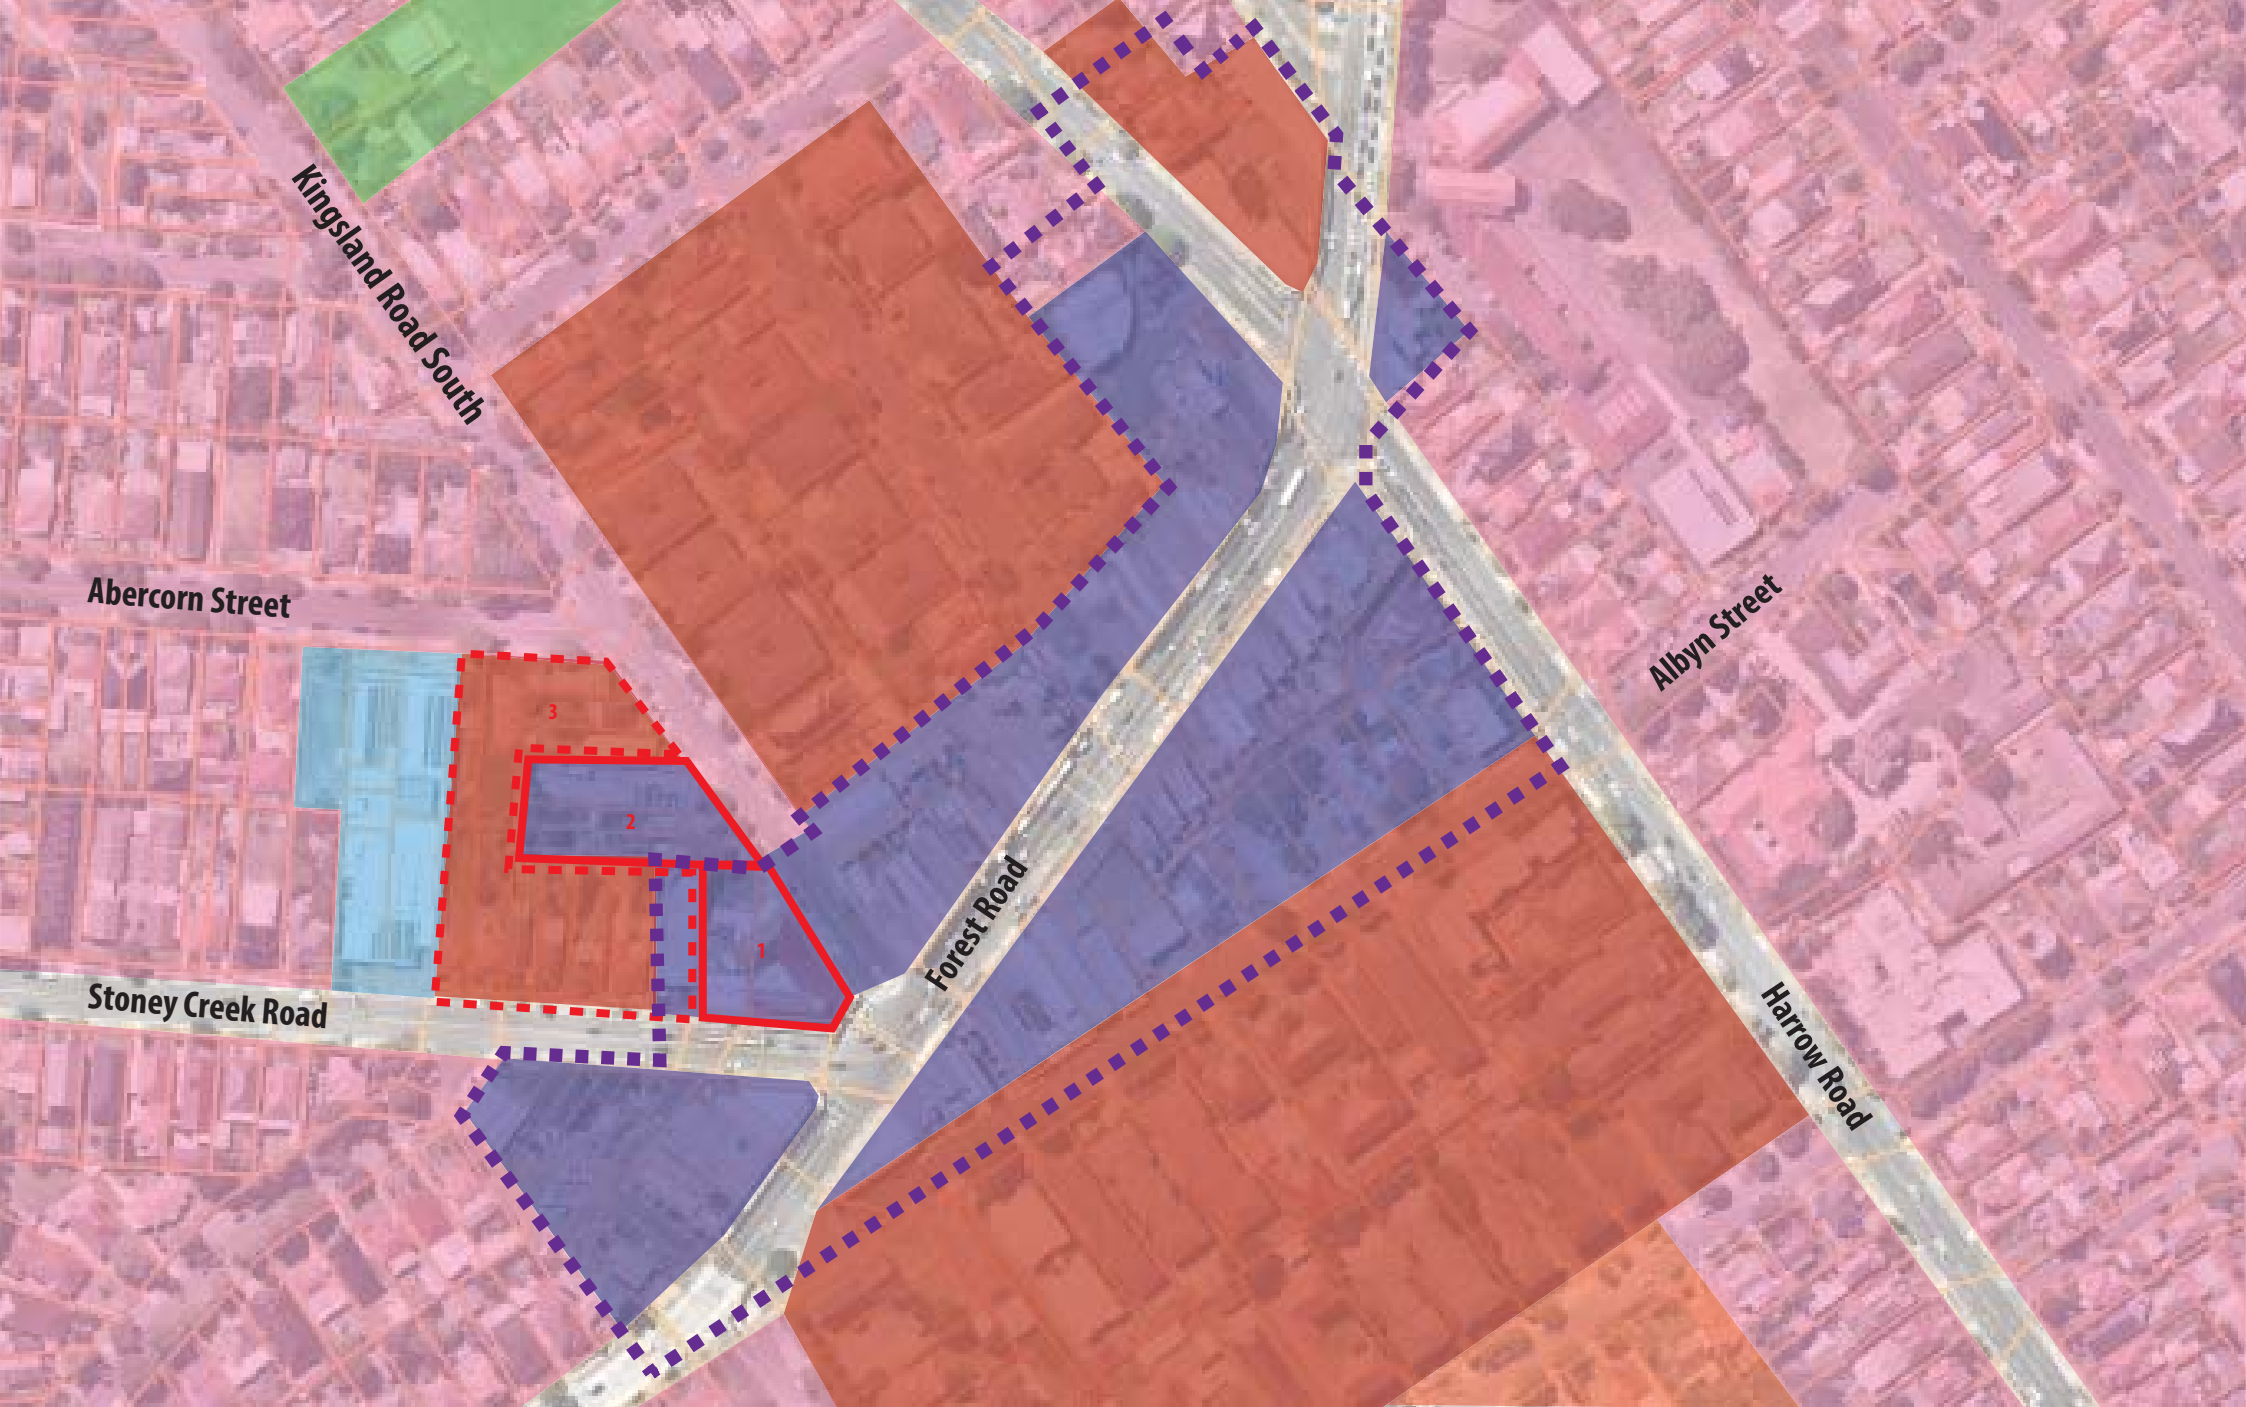 Kingsland Road South
Abercorn Street
Albyn Street
3
2
1
Forest Road
Stoney Creek Road
Harrow Road